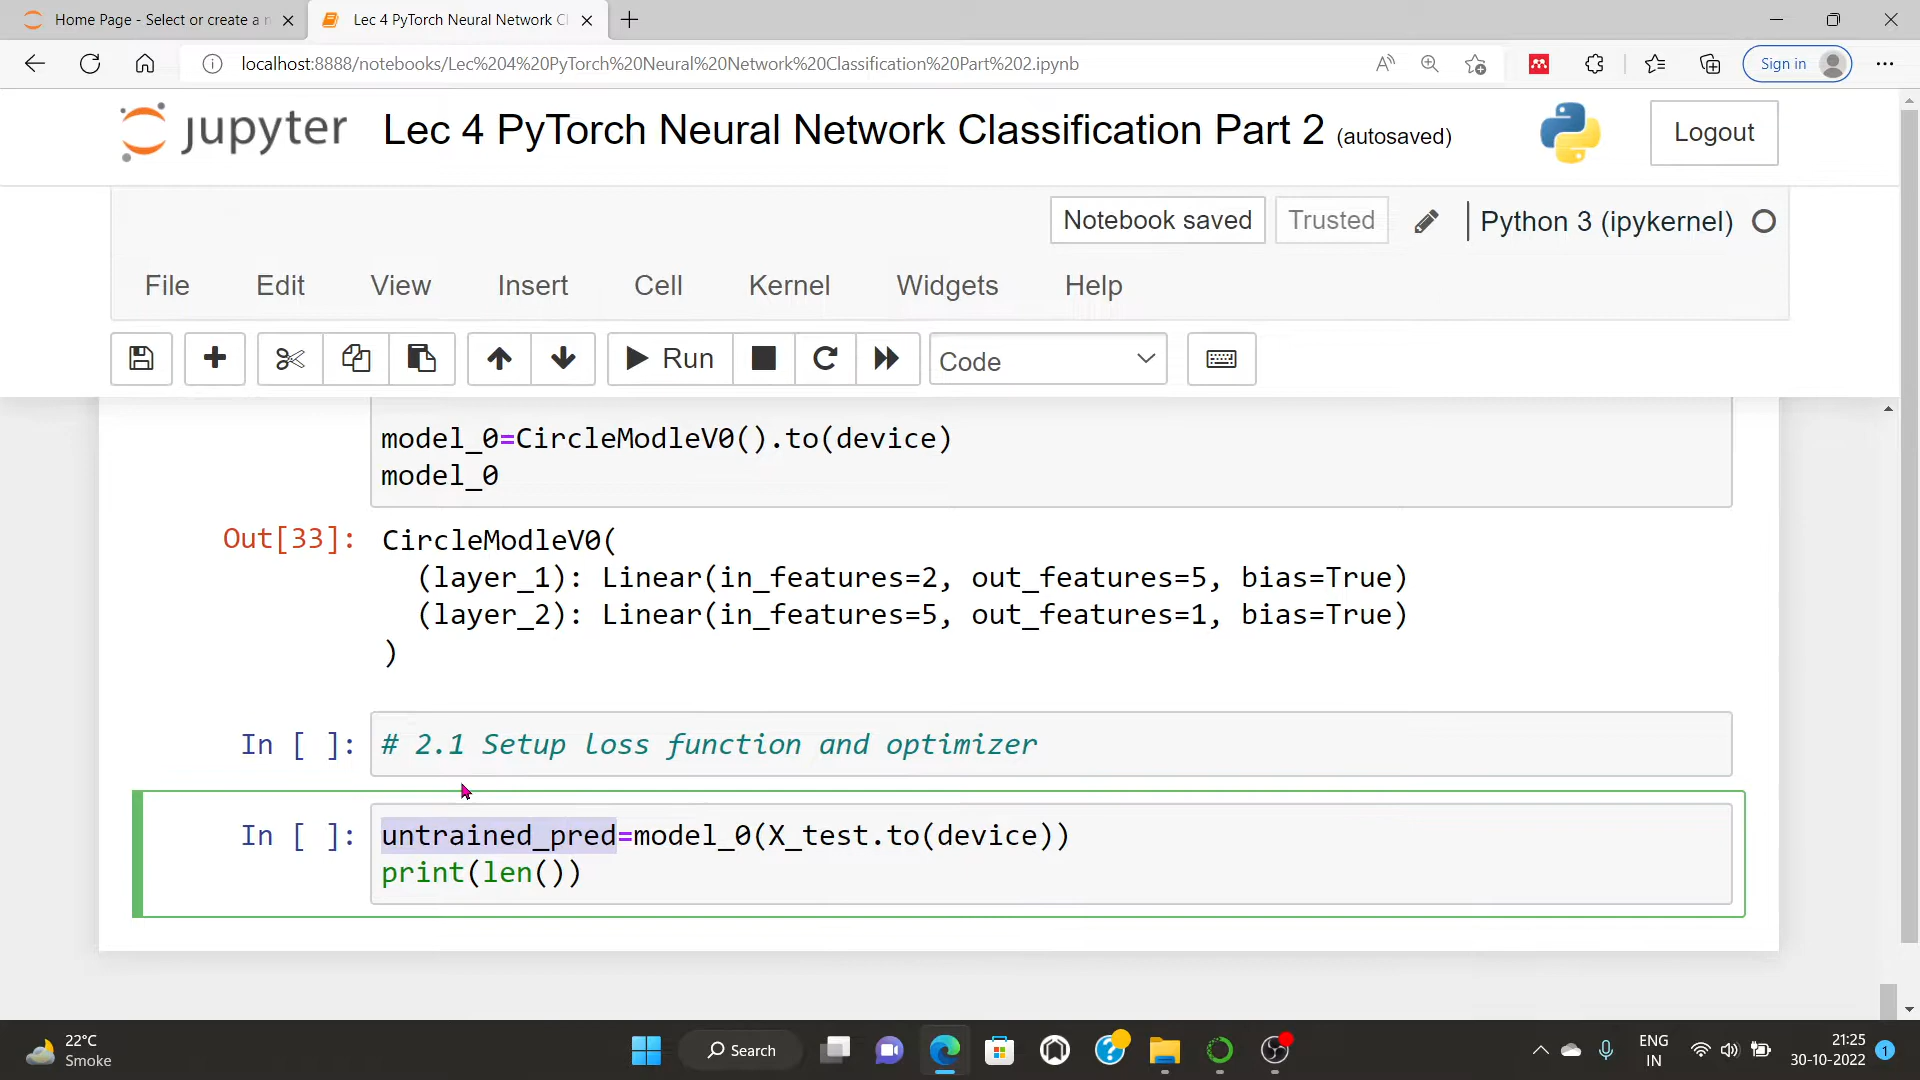 Home Page - Select or create a n
Lec 4 PyTorch Neural Network Cl
localhost:8888/notebooks/Lec%204%20PyTorch%20Neural%20Network%20Classification%20Part%202.ipynb
Sign in
jupyter Lec 4 PyTorch Neural Network Classification Part 2 (autosaved)
Logout
Notebook saved Trusted Python 3 (ipykernel)
File Edit View Insert Cell Kernel Widgets Help
Run Code
model_0=CircleModleV0().to(device)
model_0
Out[33]: CircleModleV0(
(layer_1): Linear(in_features=2, out_features=5, bias=True)
(layer_2): Linear(in_features=5, out_features=1, bias=True)
)
In [ ]: # 2.1 Setup loss function and optimizer
In [ ]: untrained_pred=model_0(X_test.to(device))
print(len())
22°C
Smoke
Search
ENG
IN
21:25
30-10-2022
1